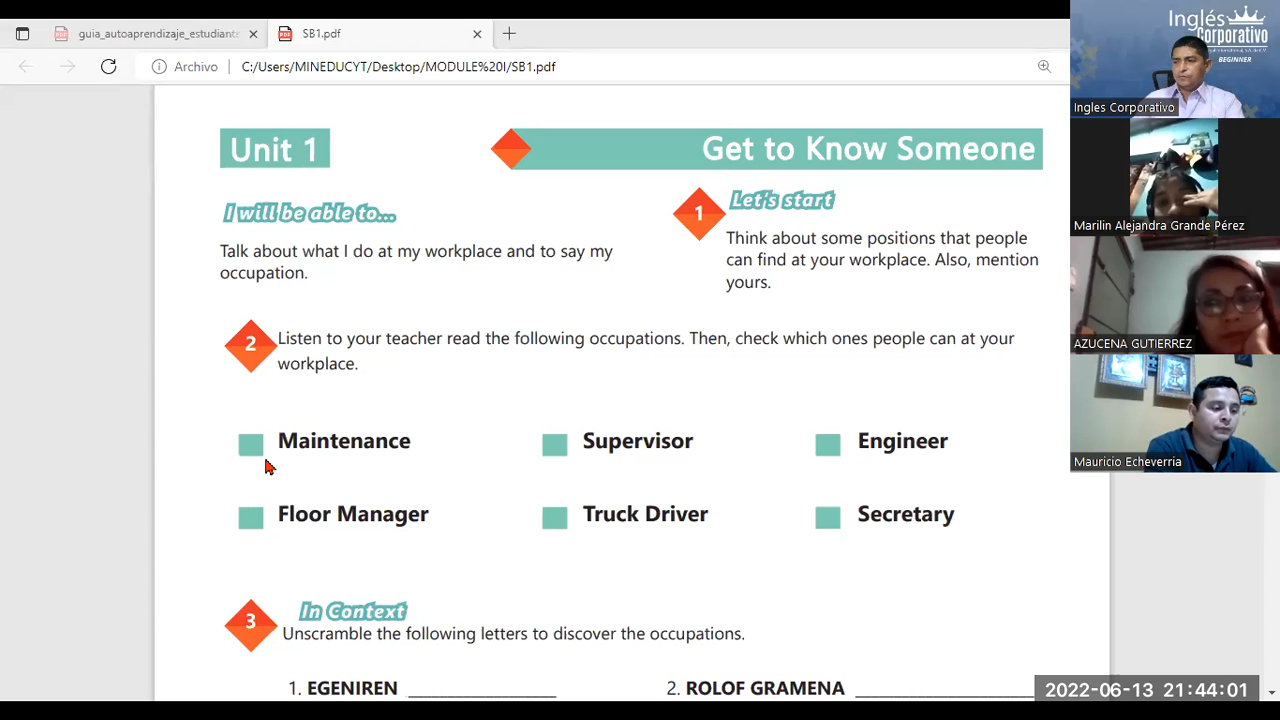 guia_autoaprendizaje_estudiante
SB1.pdf
Archivo
C:/Users/MINEDUCYT/Desktop/MODULE%20I/SB1.pdf
Unit 1
Get to Know Someone
I will be able to...
Talk about what I do at my workplace and to say my
occupation.
1
Let's start
Think about some positions that people
can find at your workplace. Also, mention
yours.
2
Listen to your teacher read the following occupations. Then, check which ones people can at your
workplace.
Maintenance
Supervisor
Engineer
Floor Manager
Truck Driver
Secretary
3
In Context
Unscramble the following letters to discover the occupations.
1. EGENIREN _______________
2. ROLOF GRAMENA __________________
Inglés
Corporativo
BEGINNER
Ingles Corporativo
Marilin Alejandra Grande Pérez
AZUCENA GUTIERREZ
Mauricio Echeverria
2022-06-13 21:44:01